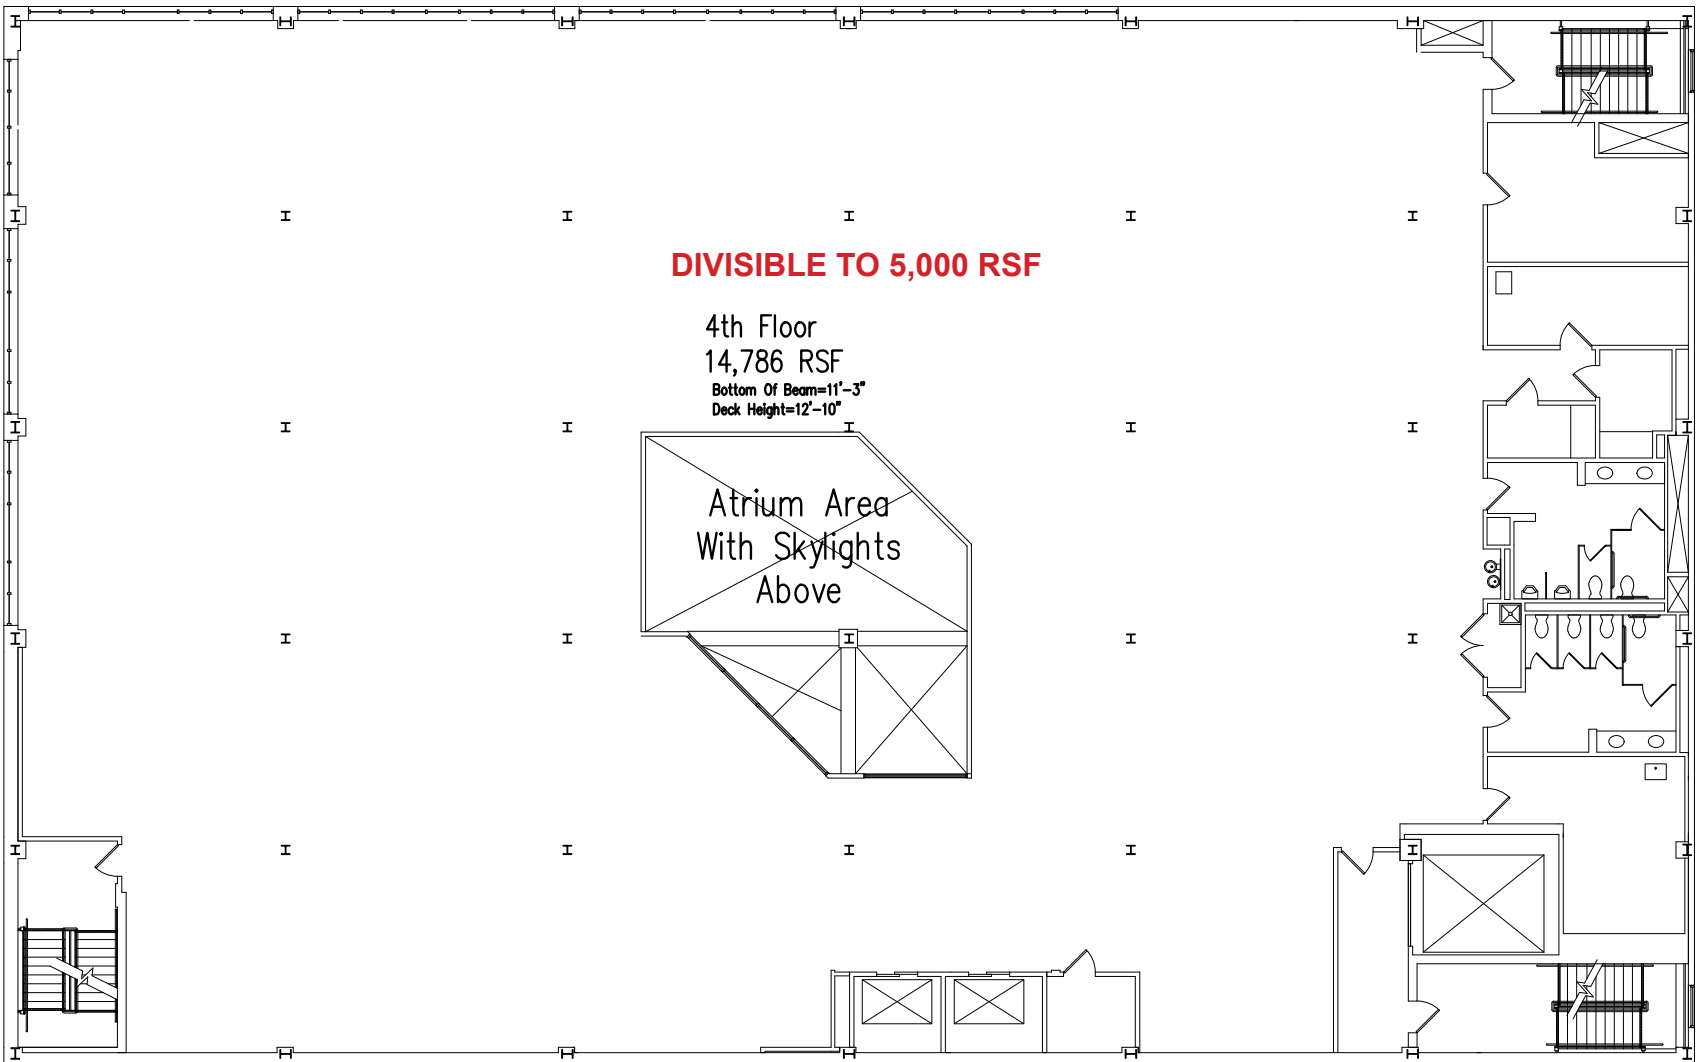 DIVISIBLE TO 5,000 RSF
4th Floor
14,786 RSF
Bottom Of Beam=11'-3"
Deck Height=12'-10"
Atrium Area
With Skylights
Above